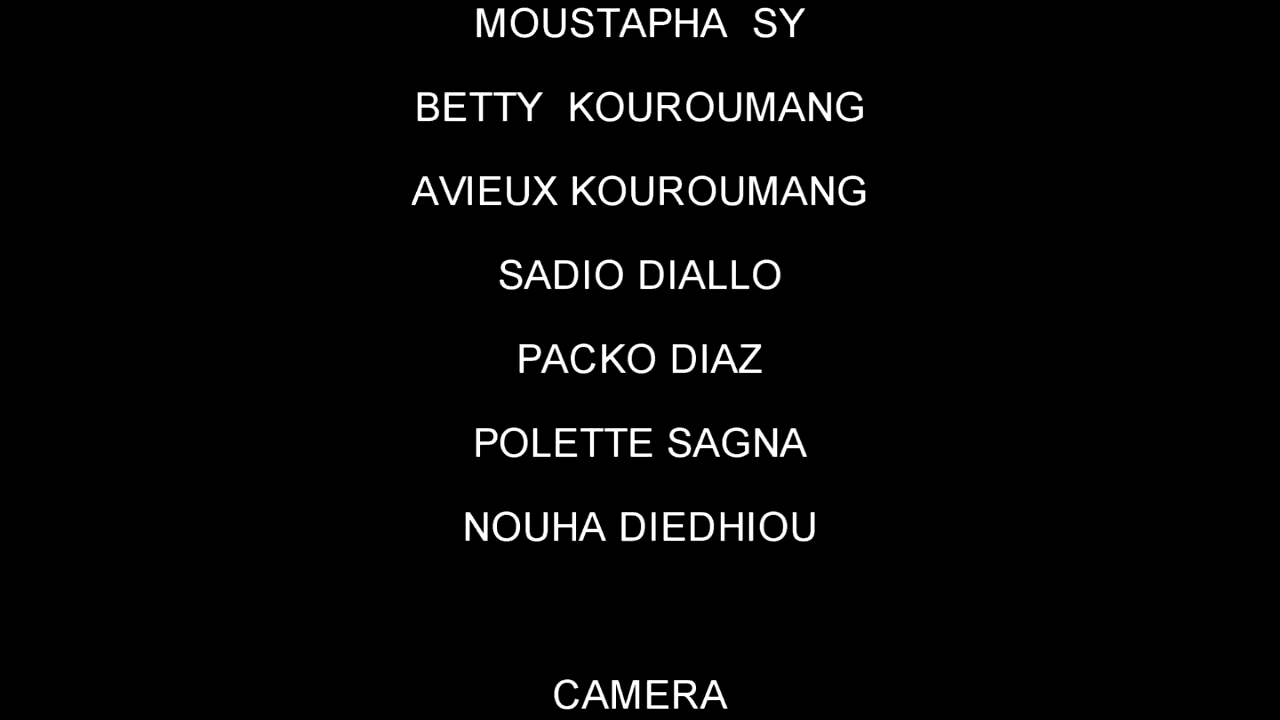 MOUSTAPHA  SY
BETTY  KOUROUMANG
AVIEUX KOUROUMANG
SADIO DIALLO
PACKO DIAZ
POLETTE SAGNA
NOUHA DIEDHIOU
CAMERA